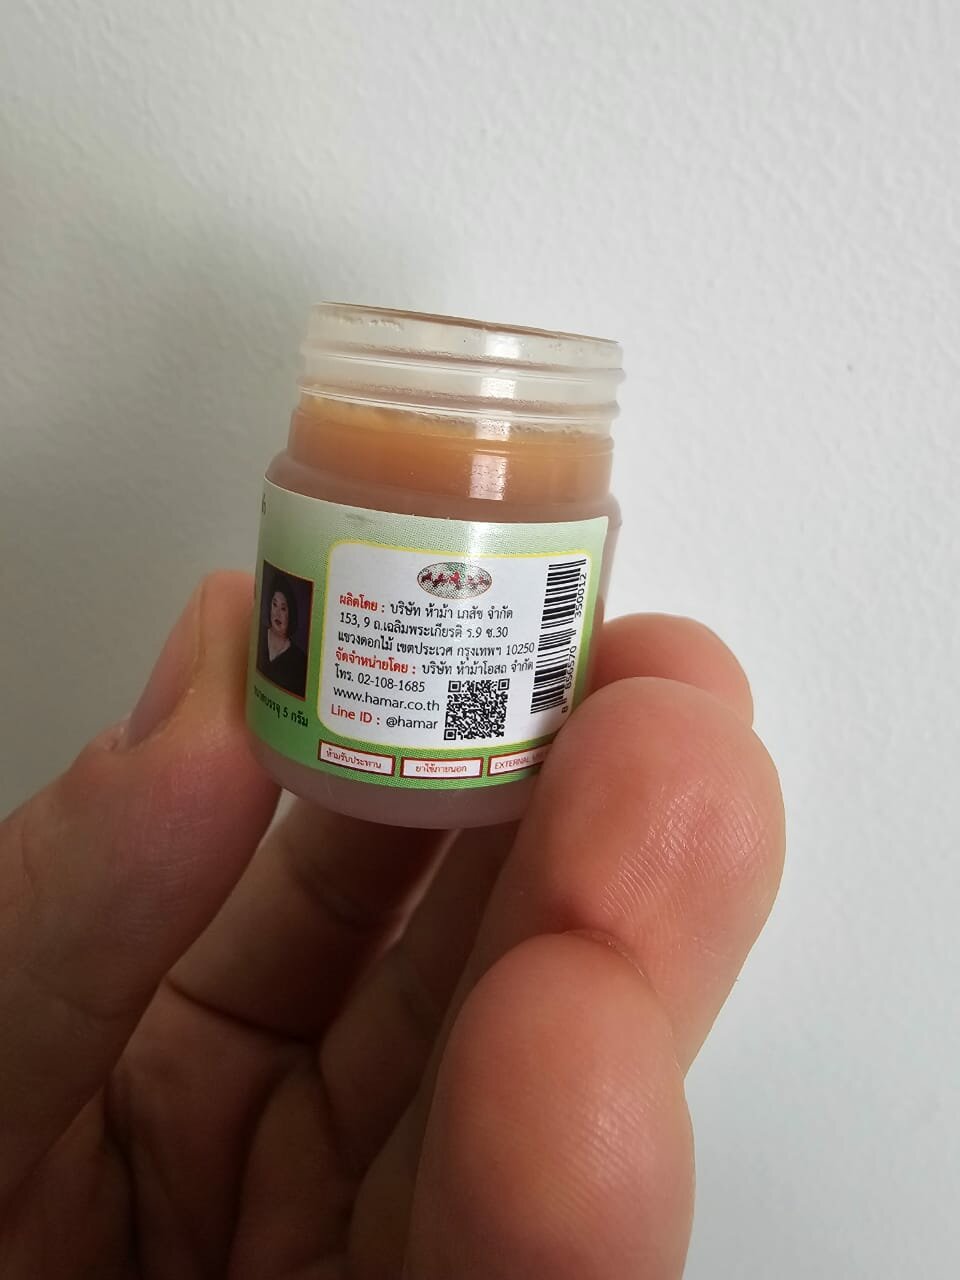 ผลิตโดย : บริษัท ห้าม้า เภสัช จำกัด
153, 9 ถ.เฉลิมพระเกียรติ ร.9 ซ.30
แขวงดอกไม้ เขตประเวศ กรุงเทพฯ 10250
จัดจำหน่ายโดย : บริษัท ห้าม้าโอสถ จำกัด
โทร. 02-108-1685
www.hamar.co.th
Line ID : @hamar
8 856570 350012
ขนาดบรรจุ 5 กรัม
ห้ามรับประทาน
ยาใช้ภายนอก
EXTERNAL